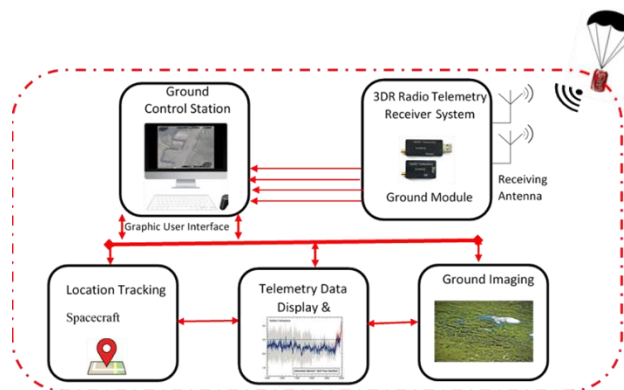 Ground
Control Station
3DR Radio Telemetry
Receiver System
Ground Module
Receiving
Antenna
Graphic User Interface
Location Tracking
Spacecraft
Telemetry Data
Display &
Ground Imaging